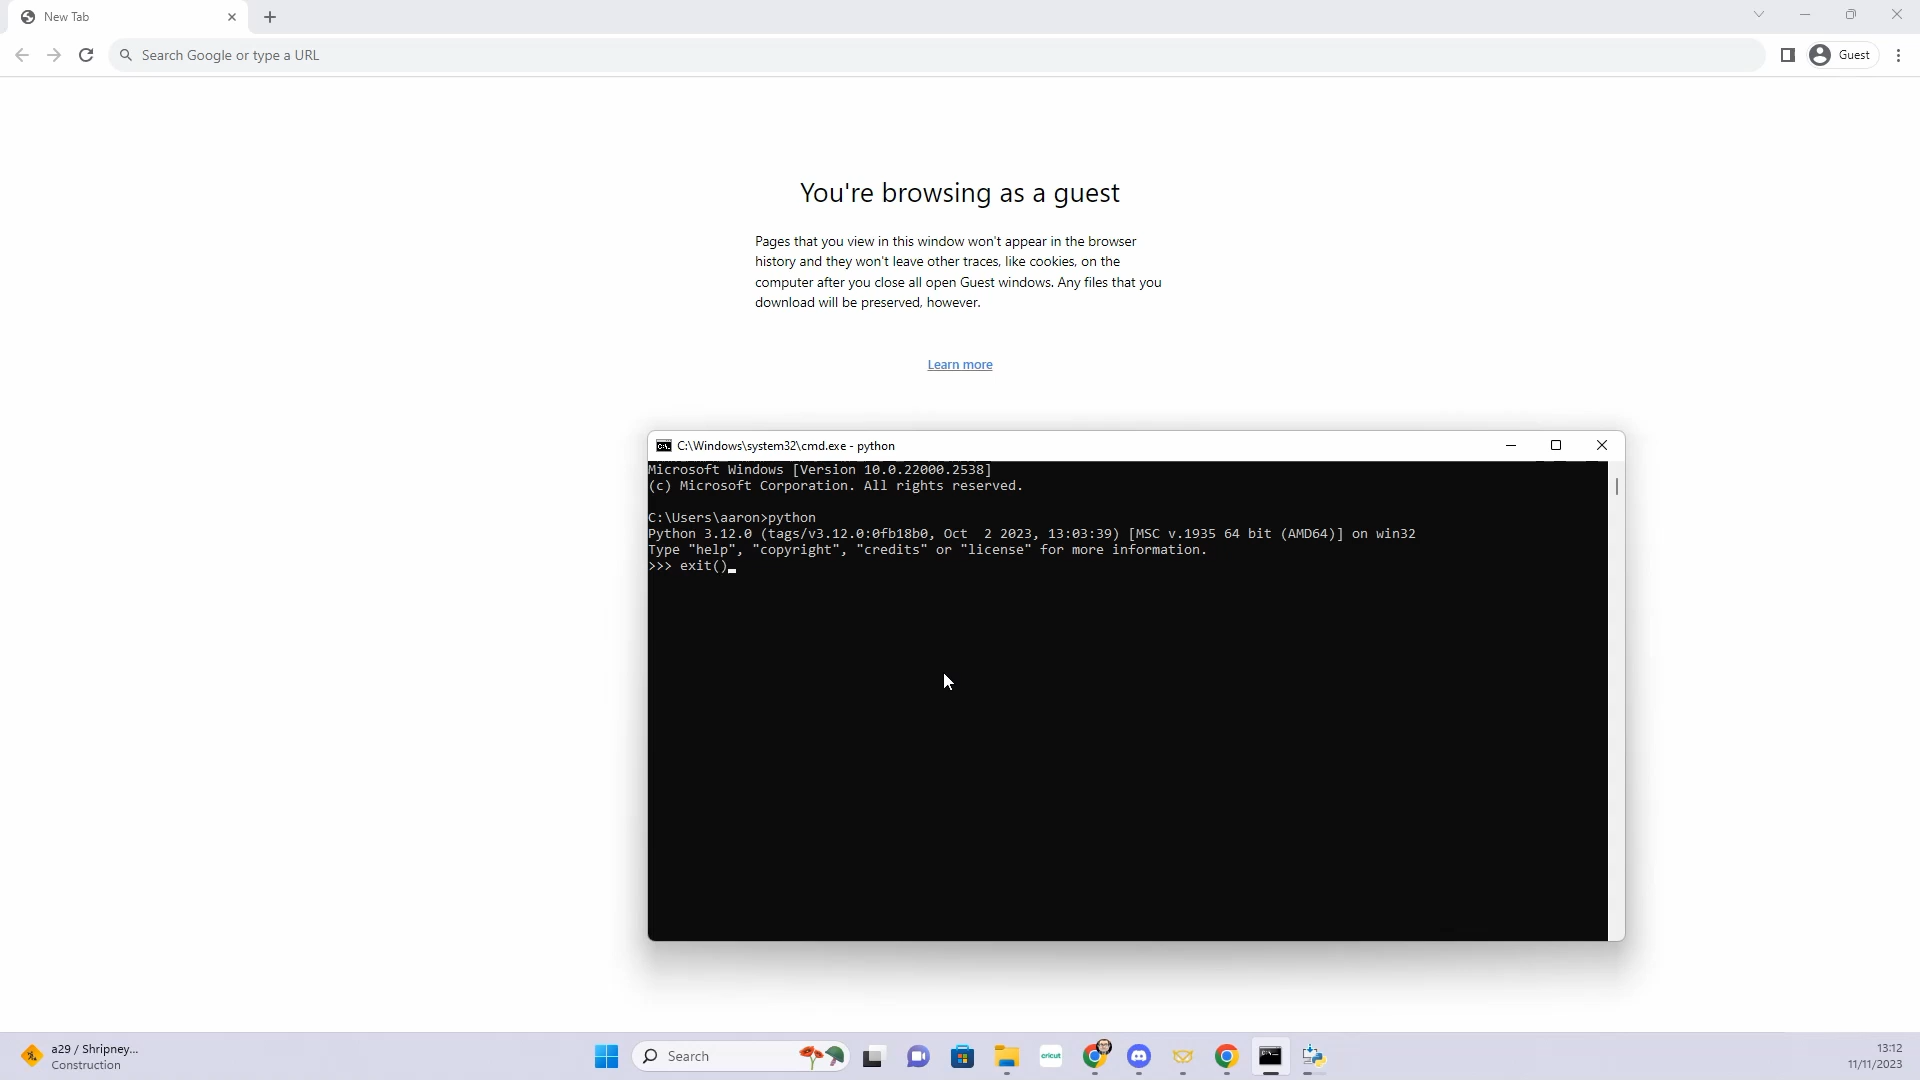 New Tab
Search Google or type a URL
Guest
You're browsing as a guest
Pages that you view in this window won't appear in the browser
history and they won't leave other traces, like cookies, on the
computer after you close all open Guest windows. Any files that you
download will be preserved, however.
Learn more
C:\Windows\system32\cmd.exe - python
Microsoft Windows [Version 10.0.22000.2538]
(c) Microsoft Corporation. All rights reserved.
C:\Users\aaron>python
Python 3.12.0 (tags/v3.12.0:0fb18b0, Oct  2 2023, 13:03:39) [MSC v.1935 64 bit (AMD64)] on win32
Type "help", "copyright", "credits" or "license" for more information.
>>> exit()
a29 / Shripney...
Construction
Search
cricut
13:12
11/11/2023